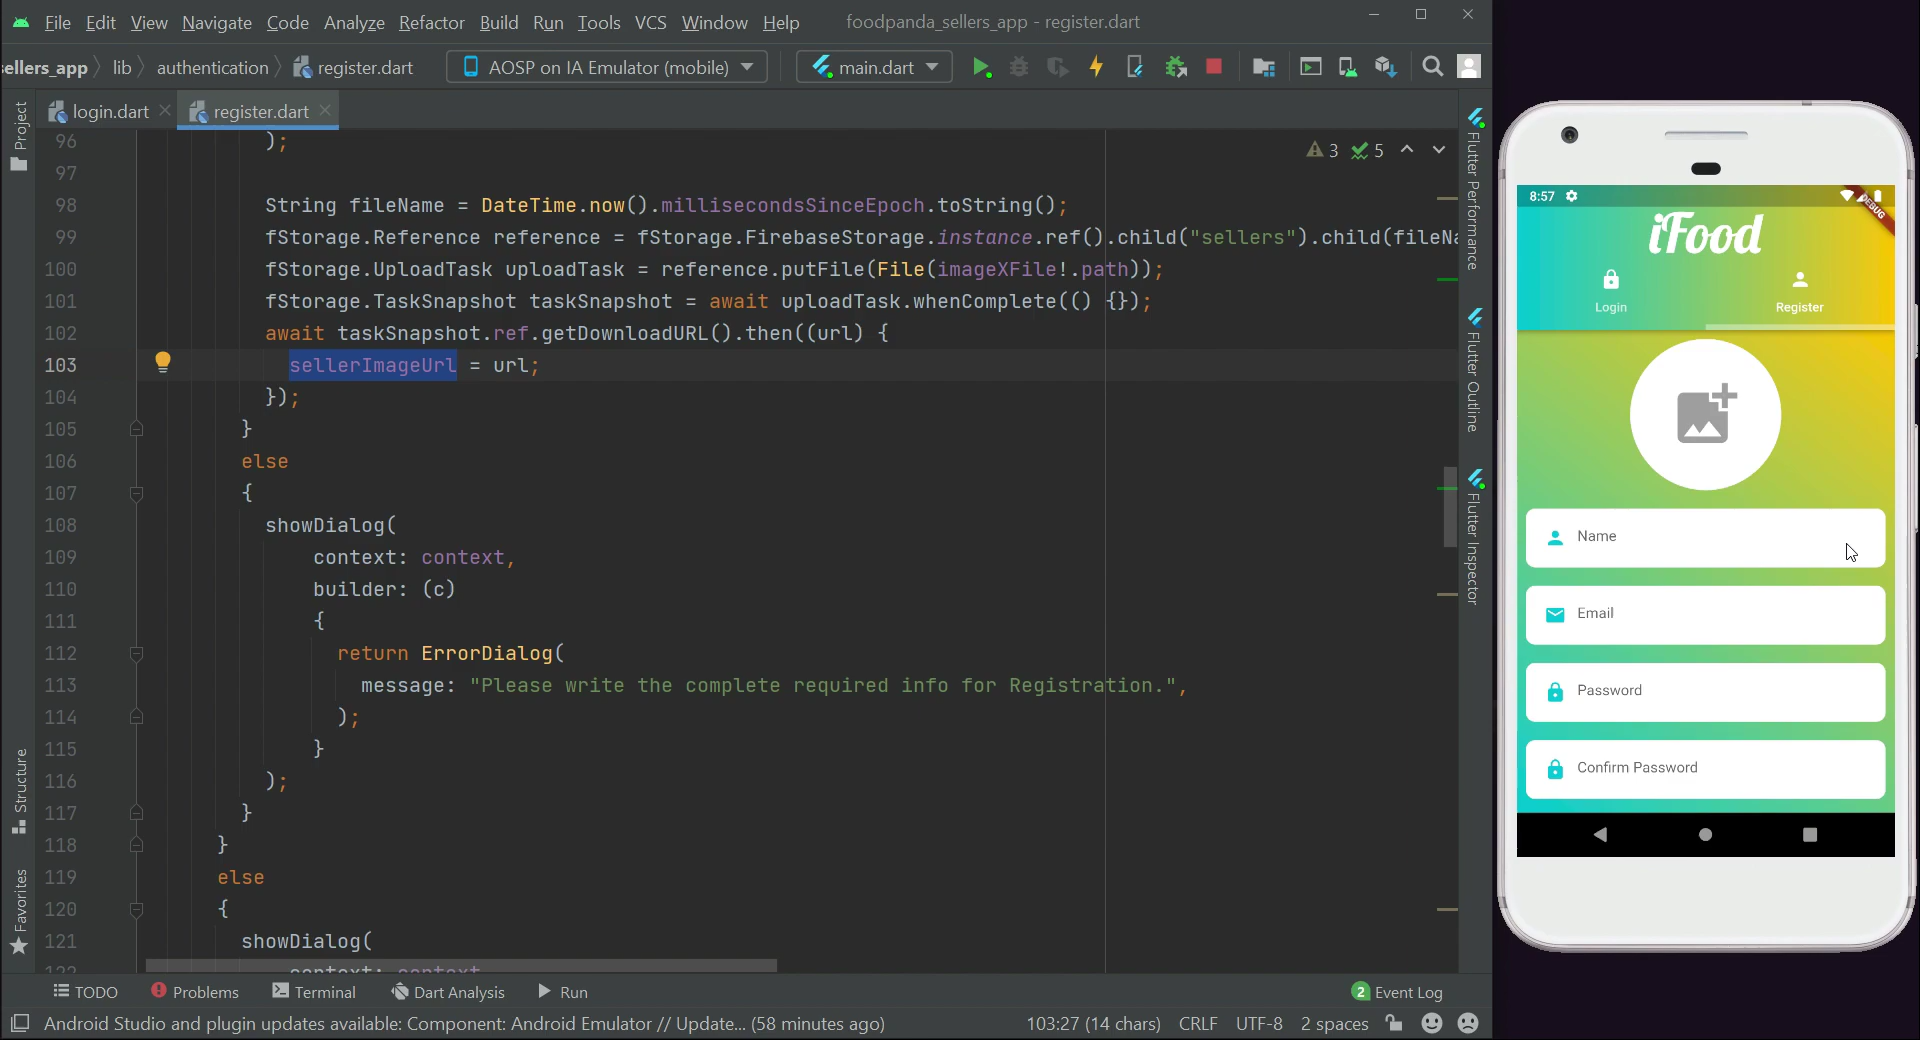 File Edit View Navigate Code Analyze Refactor Build Run Tools VCS Window Help foodpanda_sellers_app - register.dart
sellers_app lib authentication register.dart AOSP on IA Emulator (mobile) main.dart
login.dart register.dart
Project
Structure
Favorites
3 5
96 );
97
98 String fileName = DateTime.now().millisecondsSinceEpoch.toString();
99 fStorage.Reference reference = fStorage.FirebaseStorage.instance.ref().child("sellers").child(fileNa
100 fStorage.UploadTask uploadTask = reference.putFile(File(imageXFile!.path));
101 fStorage.TaskSnapshot taskSnapshot = await uploadTask.whenComplete(() {});
102 await taskSnapshot.ref.getDownloadURL().then((url) {
103 sellerImageUrl = url;
104 });
105 }
106 else
107 {
108 showDialog(
109 context: context,
110 builder: (c)
111 {
112 return ErrorDialog(
113 message: "Please write the complete required info for Registration.",
114 );
115 }
116 );
117 }
118 }
119 else
120 {
121 showDialog(
122 context: context
Flutter Performance
Flutter Outline
Flutter Inspector
TODO Problems Terminal Dart Analysis Run 2 Event Log
Android Studio and plugin updates available: Component: Android Emulator // Update... (58 minutes ago) 103:27 (14 chars) CRLF UTF-8 2 spaces
8:57
DEBUG
iFood
Login Register
Name
Email
Password
Confirm Password